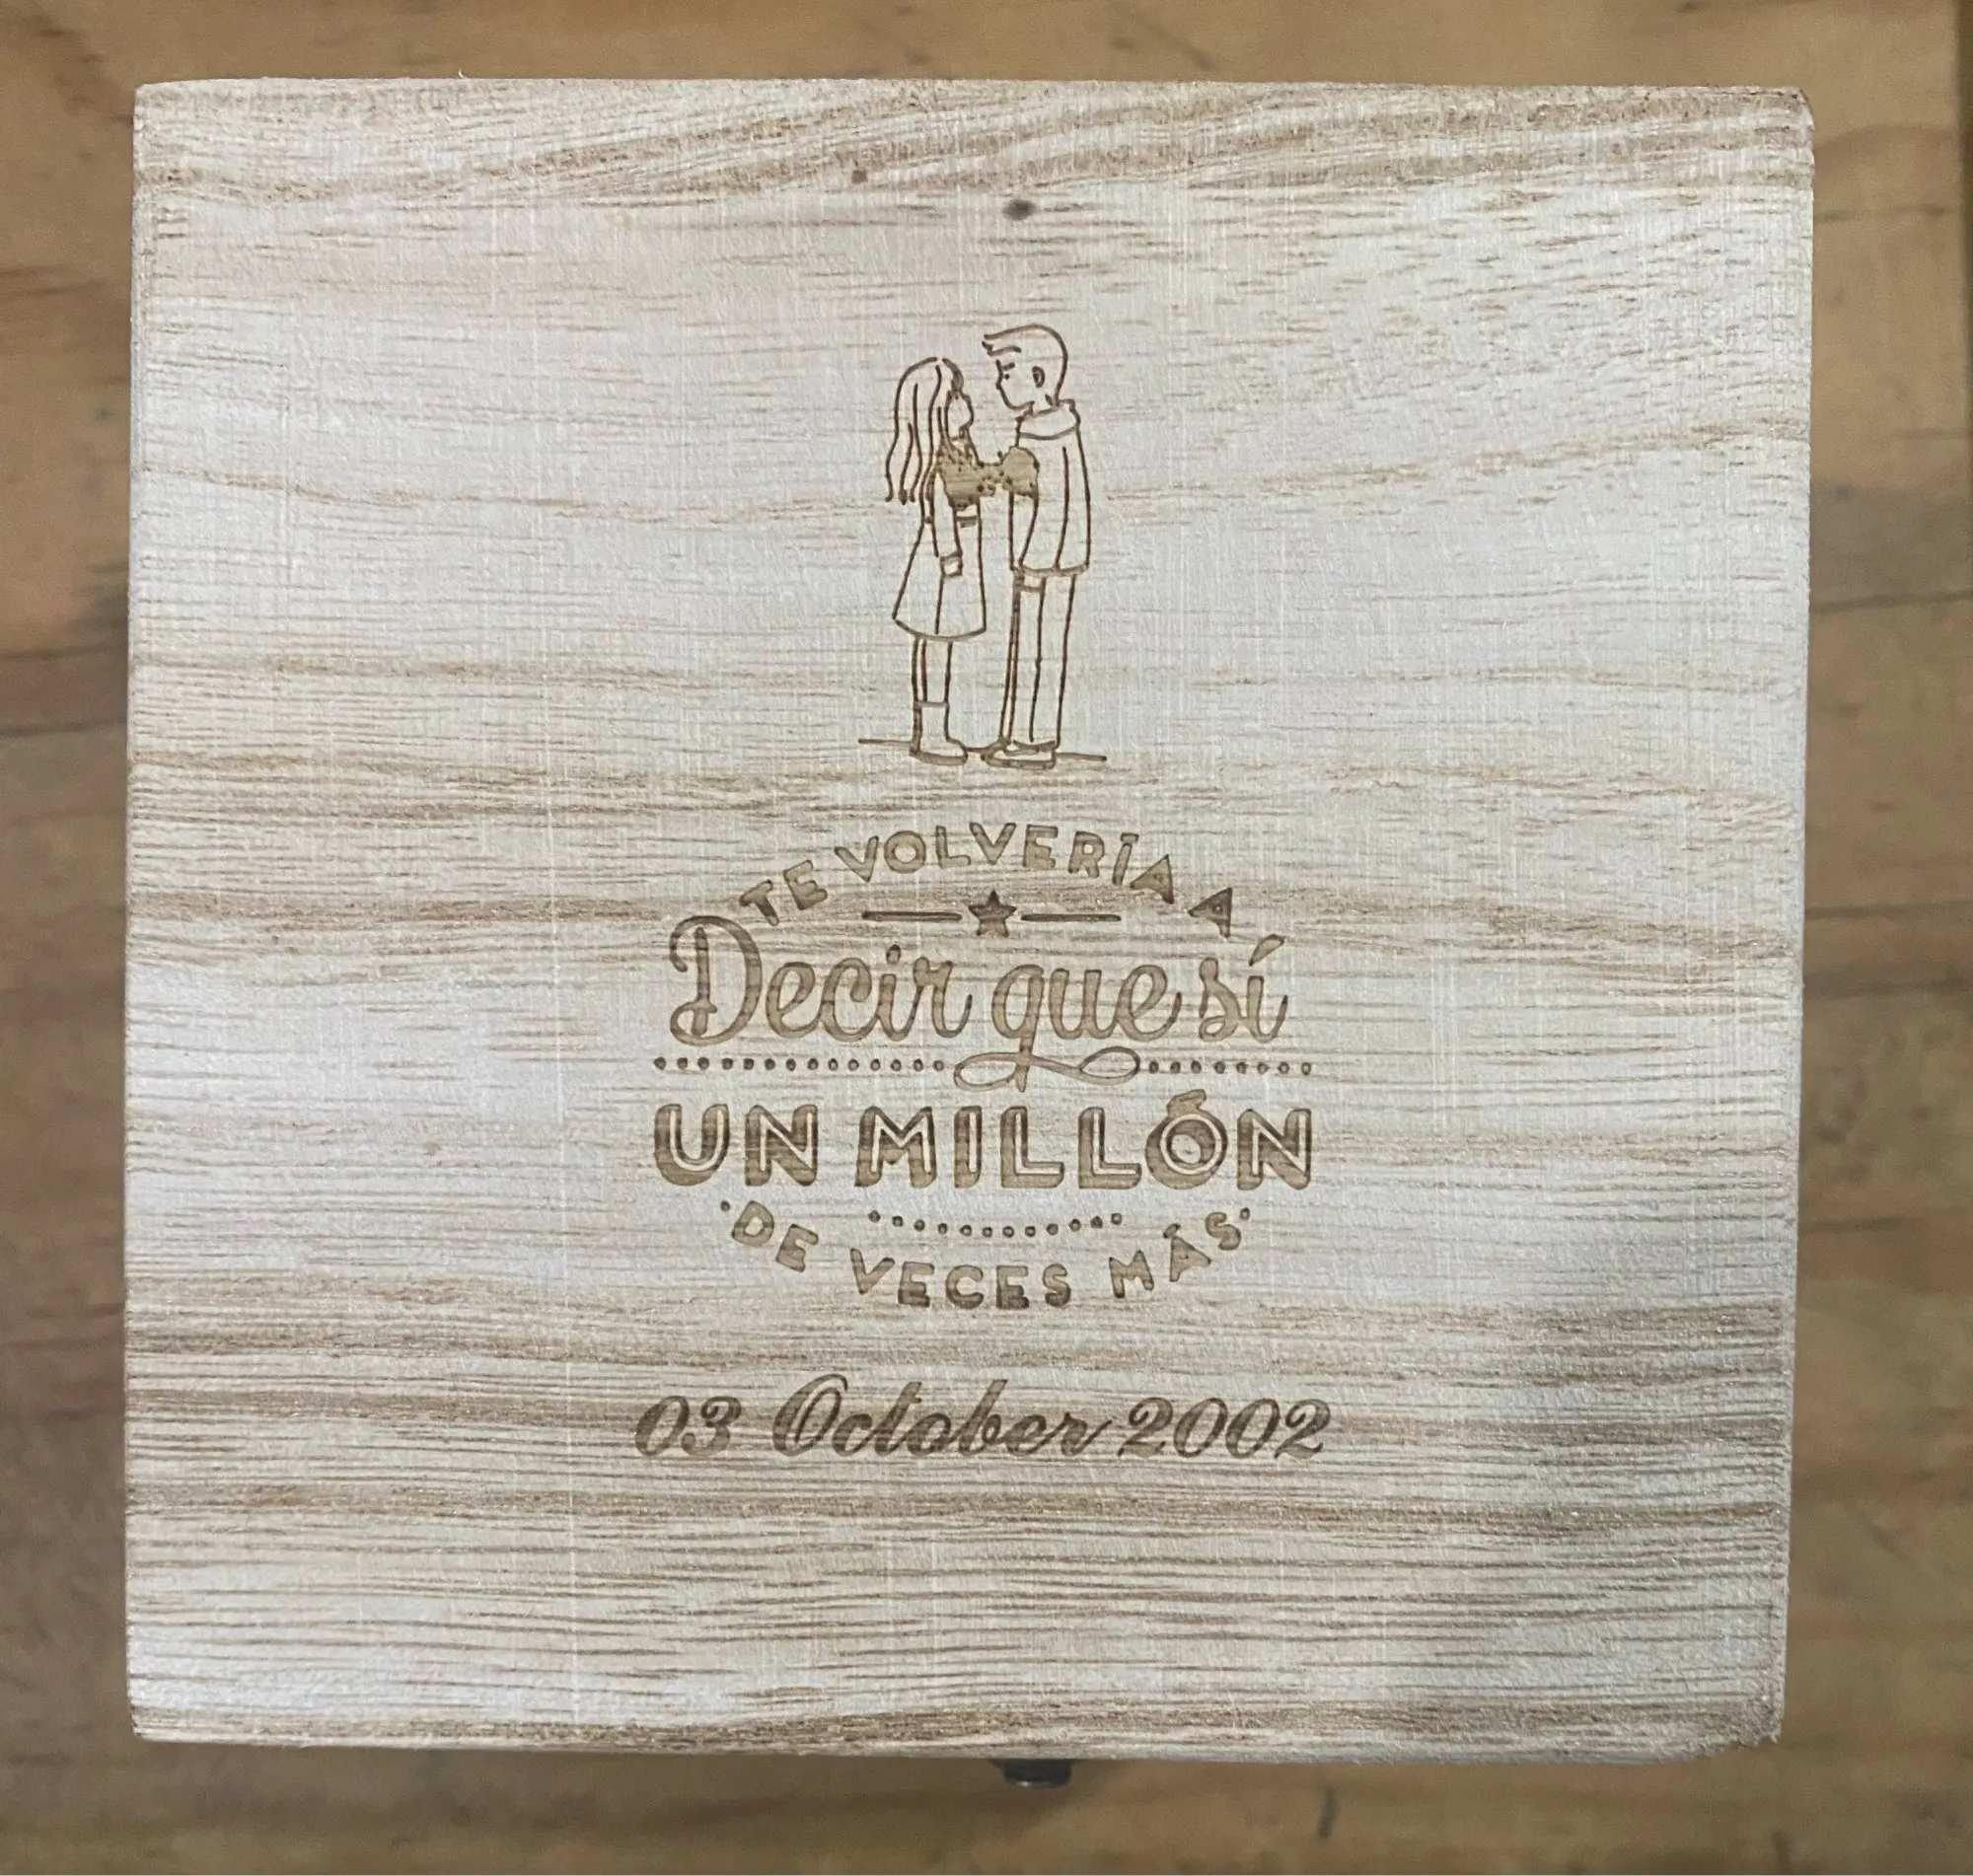 TE VOLVERÍA A
Decir que sí
UN MILLÓN
DE VECES MÁS
03 October 2002